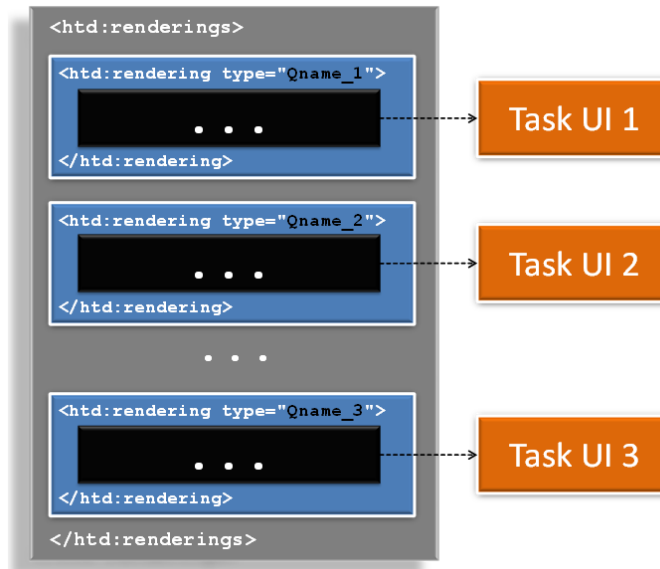 <htd:renderings>
<htd:rendering type="Qname_1">
. . .
</htd:rendering>
Task UI 1
<htd:rendering type="Qname_2">
. . .
</htd:rendering>
Task UI 2
. . .
<htd:rendering type="Qname_3">
. . .
</htd:rendering>
Task UI 3
</htd:renderings>